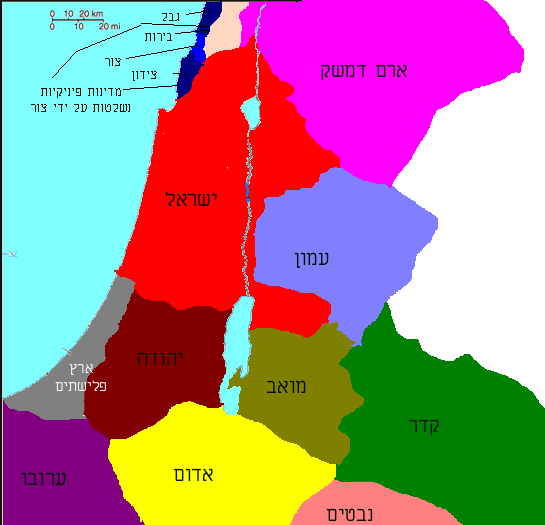 גבל
0 10 20 km
0 10 20 mi
בירות
צור
צידון
ארם דמשק
מדינות פיניקיות
נשלטות על ידי צור
ישראל
32
עמון
ארץ
פלישתים
יהודה
מואב
קדר
ערובו
אדום
נבטים